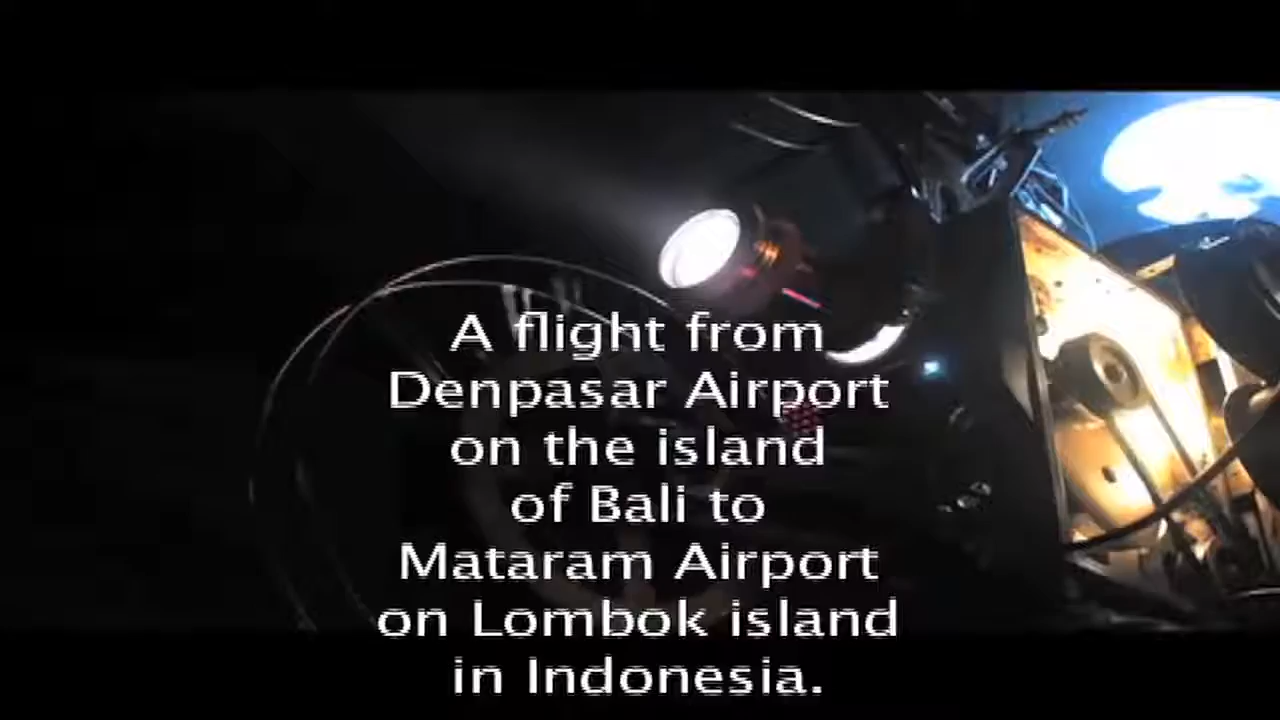 A flight from
Denpasar Airport
on the island
of Bali to
Mataram Airport
on Lombok island
in Indonesia.